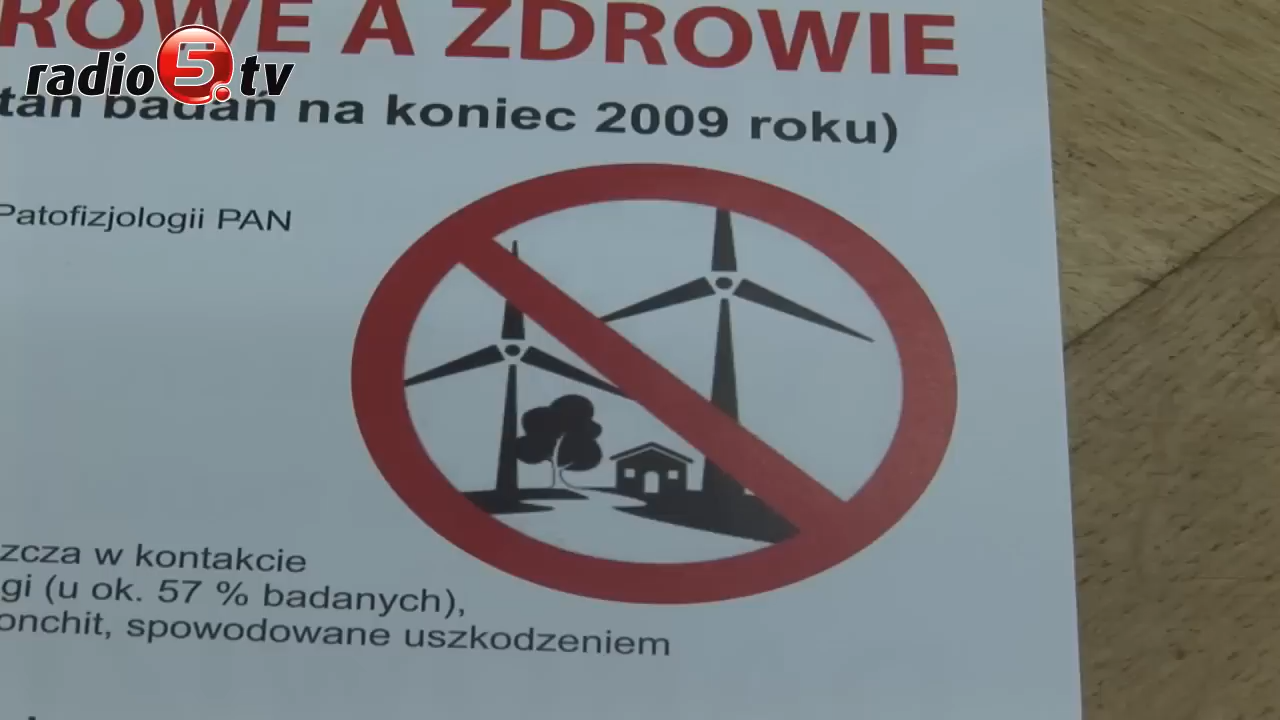 ROWE A ZDROWIE
radio5.tv
tan badań na koniec 2009 roku)
Patofizjologii PAN
zcza w kontakcie
gi (u ok. 57 % badanych),
onchit, spowodowane uszkodzeniem